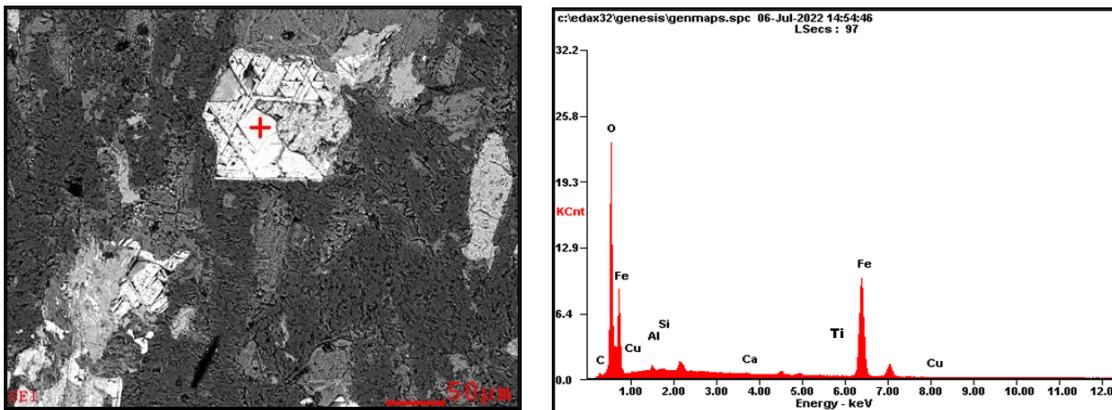 50µm
c:\edax32\genesis\genmaps.spc 06-Jul-2022 14:54:46
LSecs : 97
32.2
25.8
19.3
KCnt
12.9
6.4
0.0
O
Fe
Cu
C
Al
Si
Ca
Ti
Fe
Cu
1.00 2.00 3.00 4.00 5.00 6.00 7.00 8.00 9.00 10.00 11.00 12.0
Energy - keV